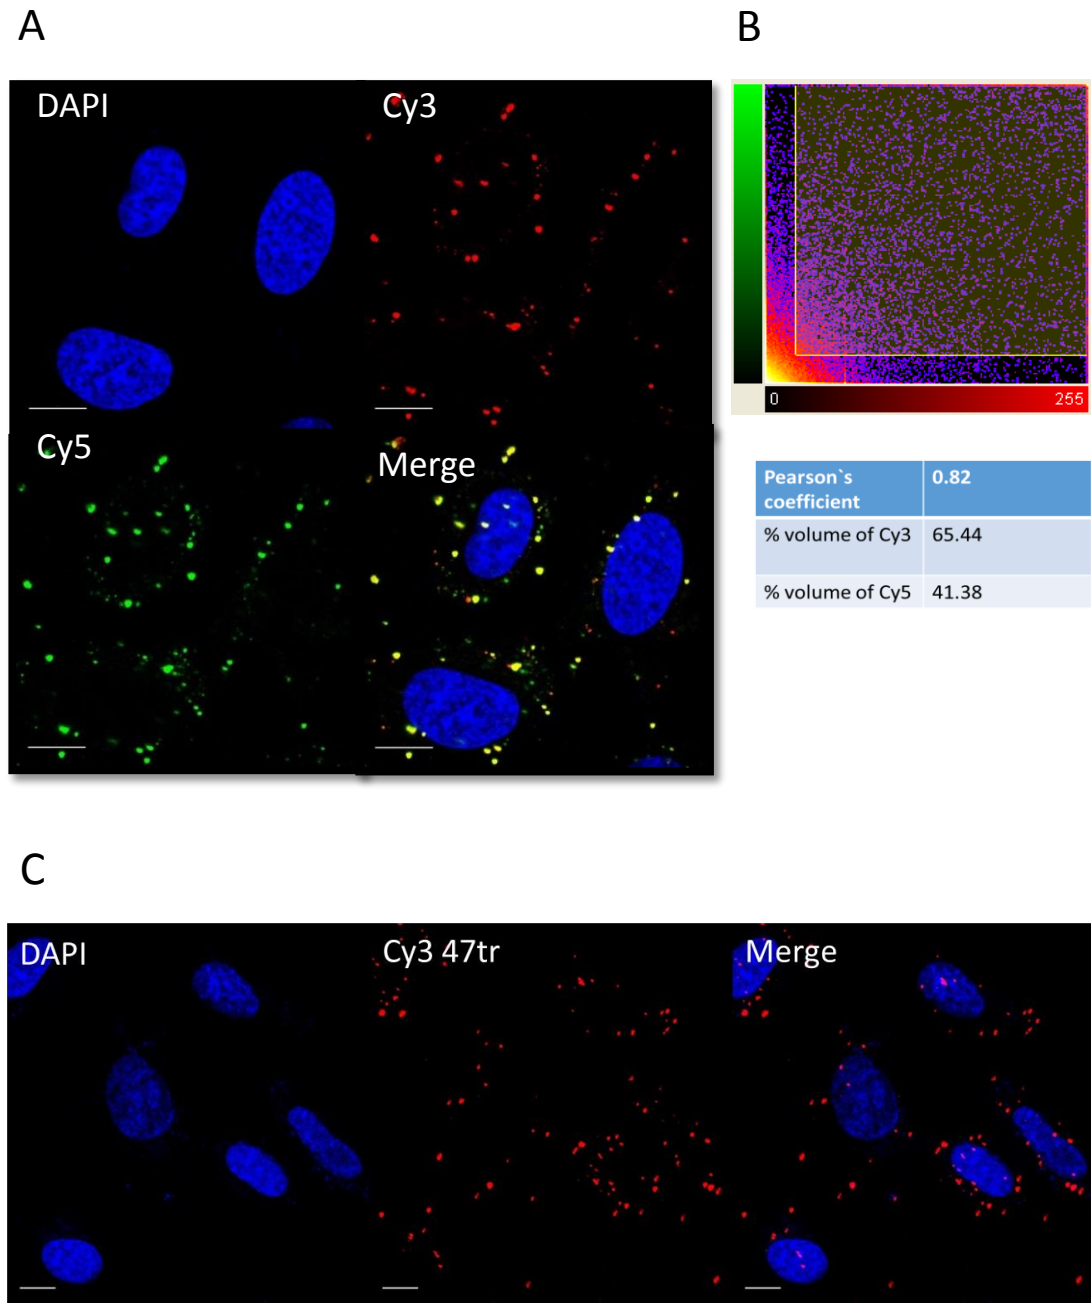 A
B
DAPI
Cy3
Cy5
Merge
0
255
Pearson`s
coefficient
0.82
% volume of Cy3
65.44
% volume of Cy5
41.38
C
DAPI
Cy3 47tr
Merge